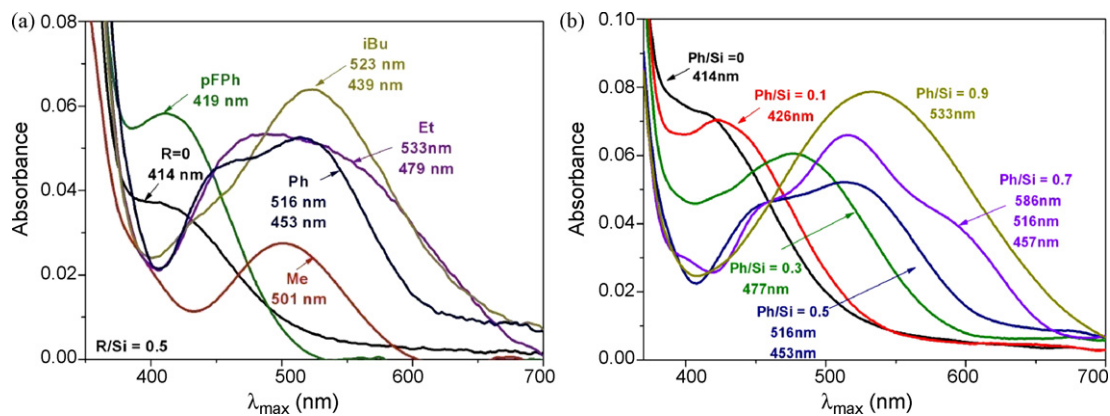 (a)
0.08
0.06
0.04
0.02
0.00
Absorbance
pFPh
419 nm
R=0
414 nm
iBu
523 nm
439 nm
Et
533nm
479 nm
Ph
516 nm
453 nm
Me
501 nm
R/Si = 0.5
400
500
600
700
λmax (nm)
(b)
0.10
0.08
0.06
0.04
0.02
0.00
Absorbance
Ph/Si =0
414nm
Ph/Si = 0.1
426nm
Ph/Si = 0.9
533nm
Ph/Si = 0.7
586nm
516nm
457nm
Ph/Si = 0.3
477nm
Ph/Si = 0.5
516nm
453nm
400
500
600
700
λmax (nm)